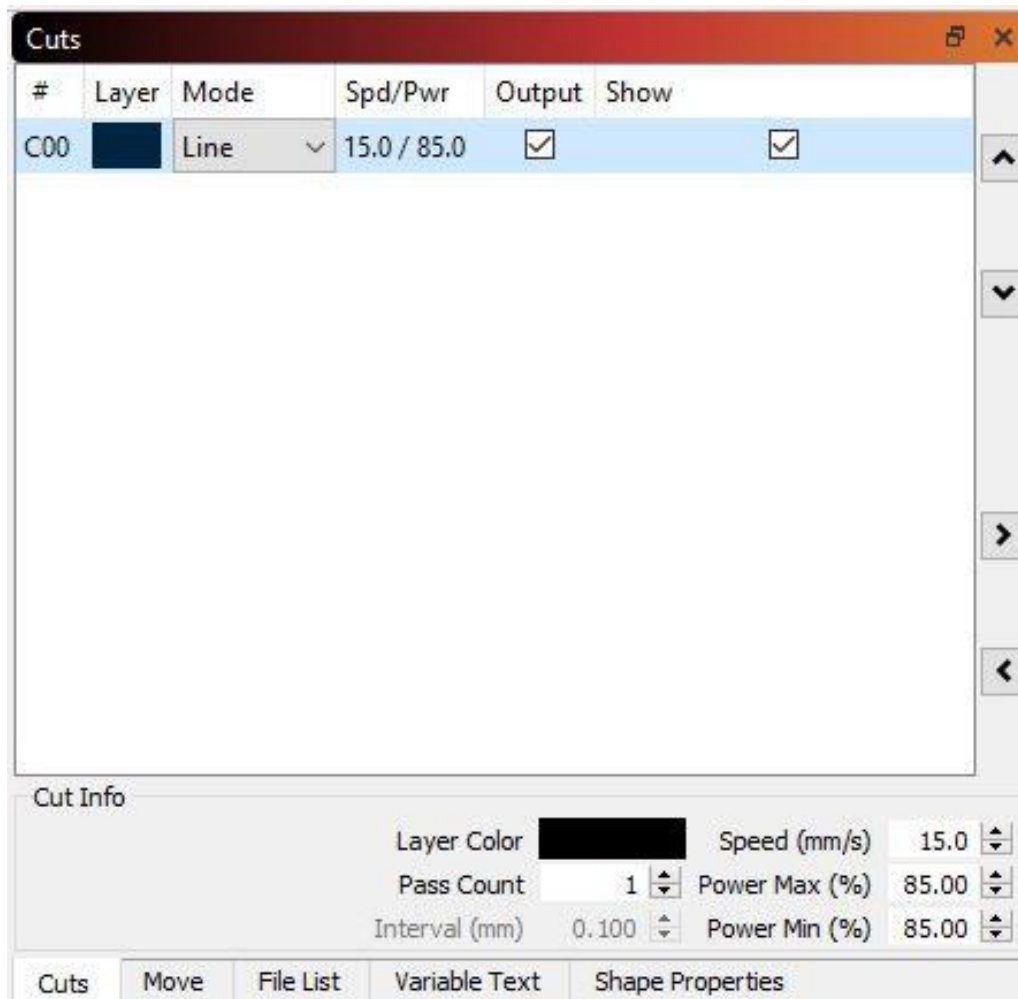 Cuts
# Layer Mode Spd/Pwr Output Show
C00 Line 15.0 / 85.0
Cut Info
Layer Color Speed (mm/s) 15.0
Pass Count 1 Power Max (%) 85.00
Interval (mm) 0.100 Power Min (%) 85.00
Cuts Move File List Variable Text Shape Properties